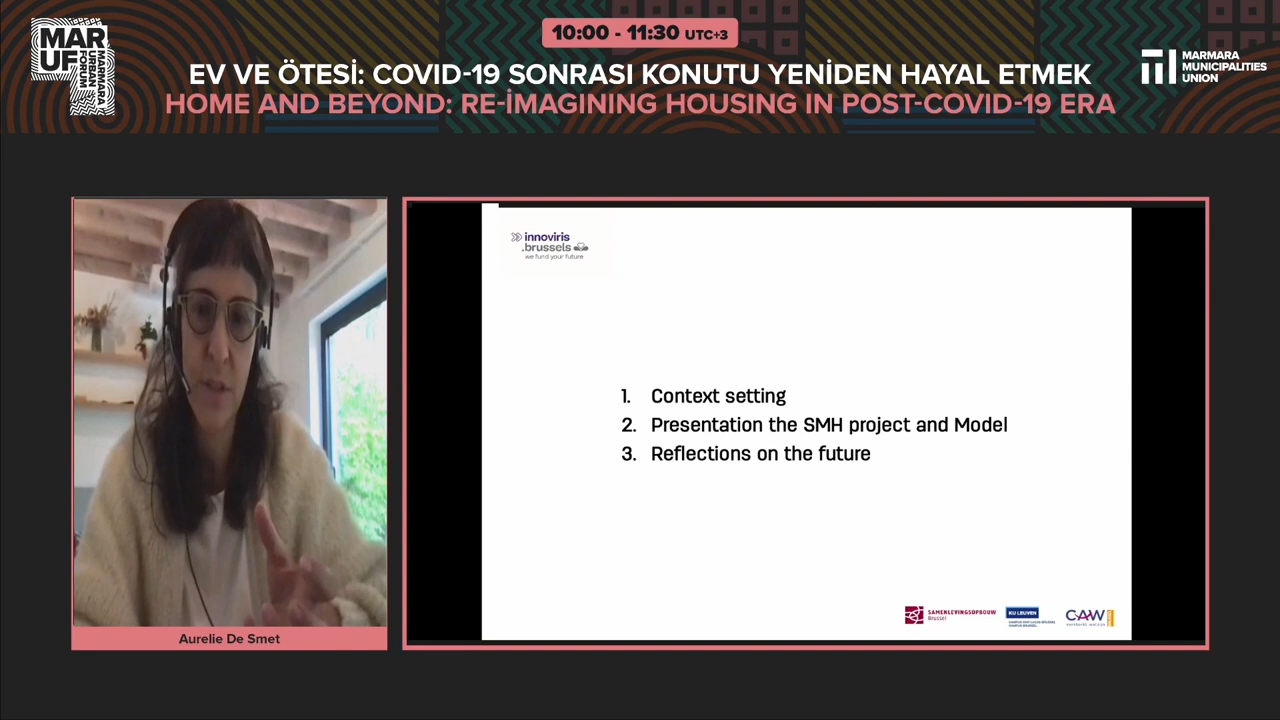 MAR
UF
MARMARA
URBAN
FORUM
10:00 - 11:30 UTC+3
EV VE ÖTESİ: COVID-19 SONRASI KONUTU YENİDEN HAYAL ETMEK
HOME AND BEYOND: RE-İMAGINING HOUSING IN POST-COVID-19 ERA
MARMARA
MUNICIPALITIES
UNION
innoviris
.brussels
we fund your future
1. Context setting
2. Presentation the SMH project and Model
3. Reflections on the future
SAMENLEVINGSOPBOUW
Brussel
KU LEUVEN
CAW
Aurelie De Smet